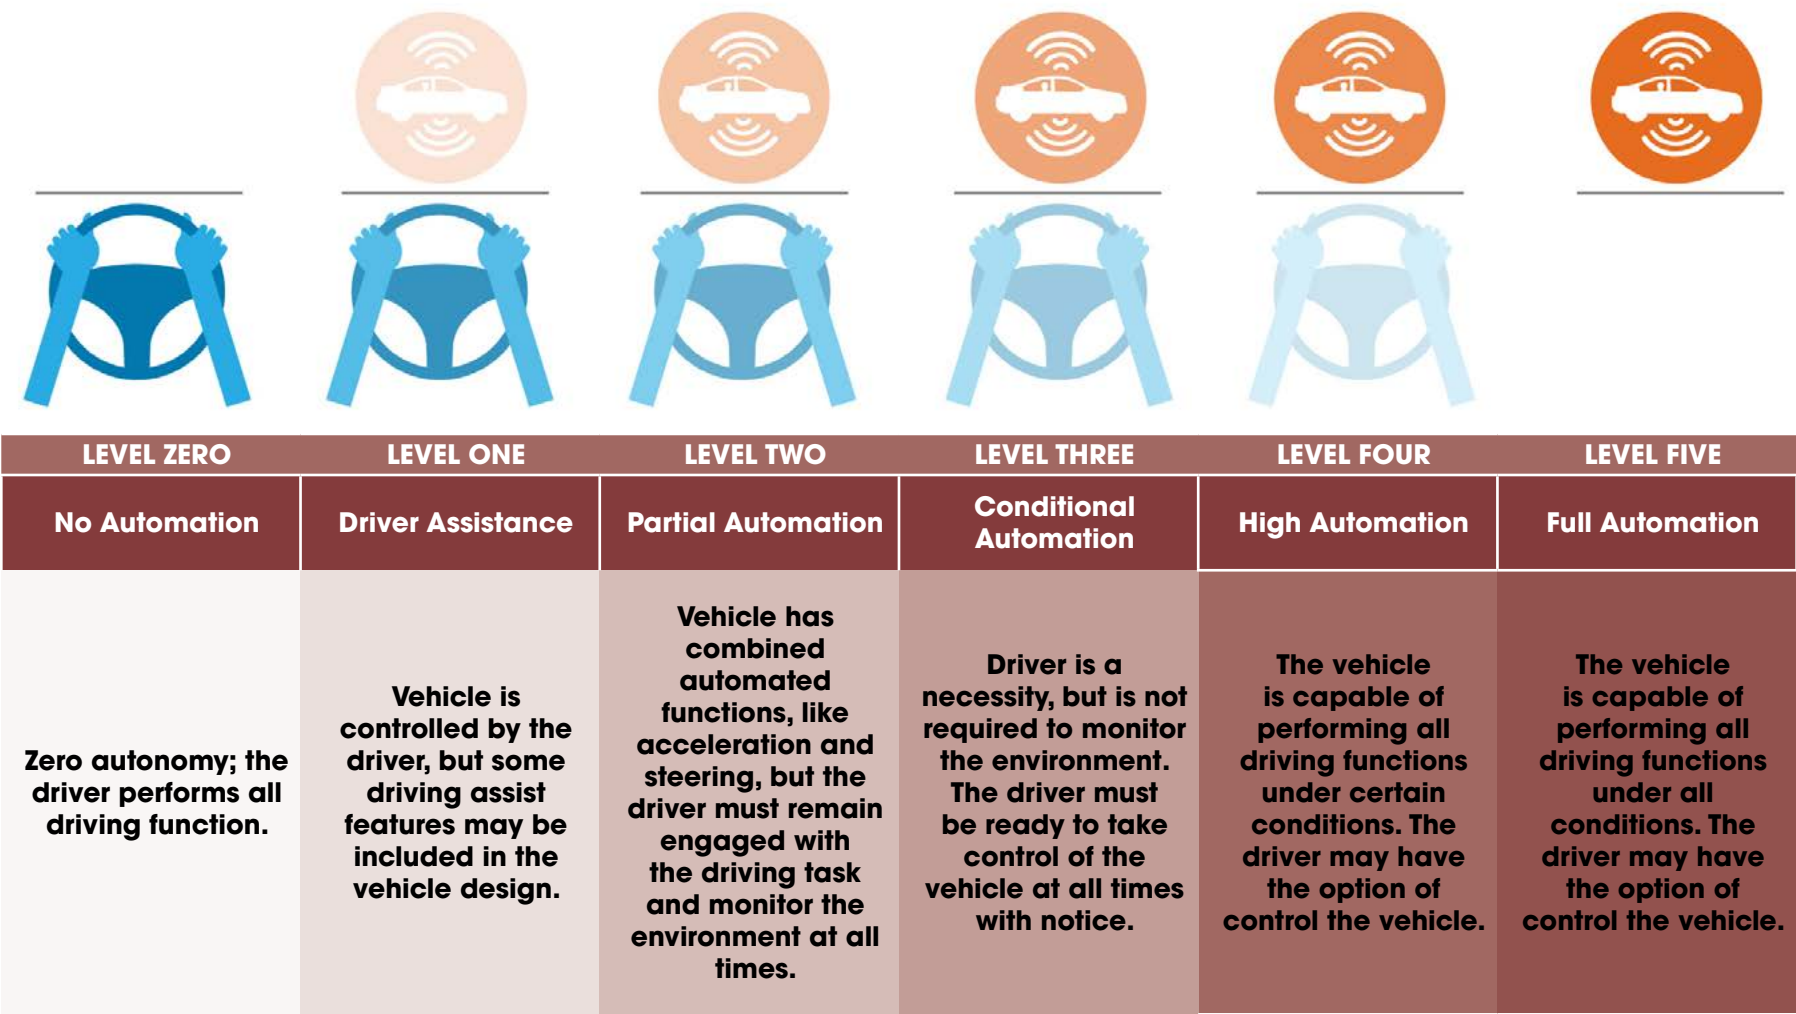 LEVEL ZERO
LEVEL ONE
LEVEL TWO
LEVEL THREE
LEVEL FOUR
LEVEL FIVE
No Automation
Driver Assistance
Partial Automation
Conditional
Automation
High Automation
Full Automation
Zero autonomy; the
driver performs all
driving function.
Vehicle is
controlled by the
driver, but some
driving assist
features may be
included in the
vehicle design.
Vehicle has
combined
automated
functions, like
acceleration and
steering, but the
driver must remain
engaged with
the driving task
and monitor the
environment at all
times.
Driver is a
necessity, but is not
required to monitor
the environment.
The driver must
be ready to take
control of the
vehicle at all times
with notice.
The vehicle
is capable of
performing all
driving functions
under certain
conditions. The
driver may have
the option of
control the vehicle.
The vehicle
is capable of
performing all
driving functions
under all
conditions. The
driver may have
the option of
control the vehicle.